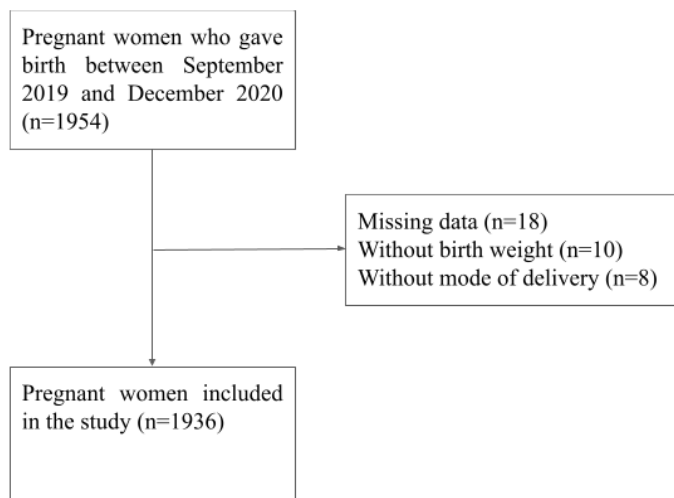 Pregnant women who gave
birth between September
2019 and December 2020
(n=1954)
Missing data (n=18)
Without birth weight (n=10)
Without mode of delivery (n=8)
Pregnant women included
in the study (n=1936)